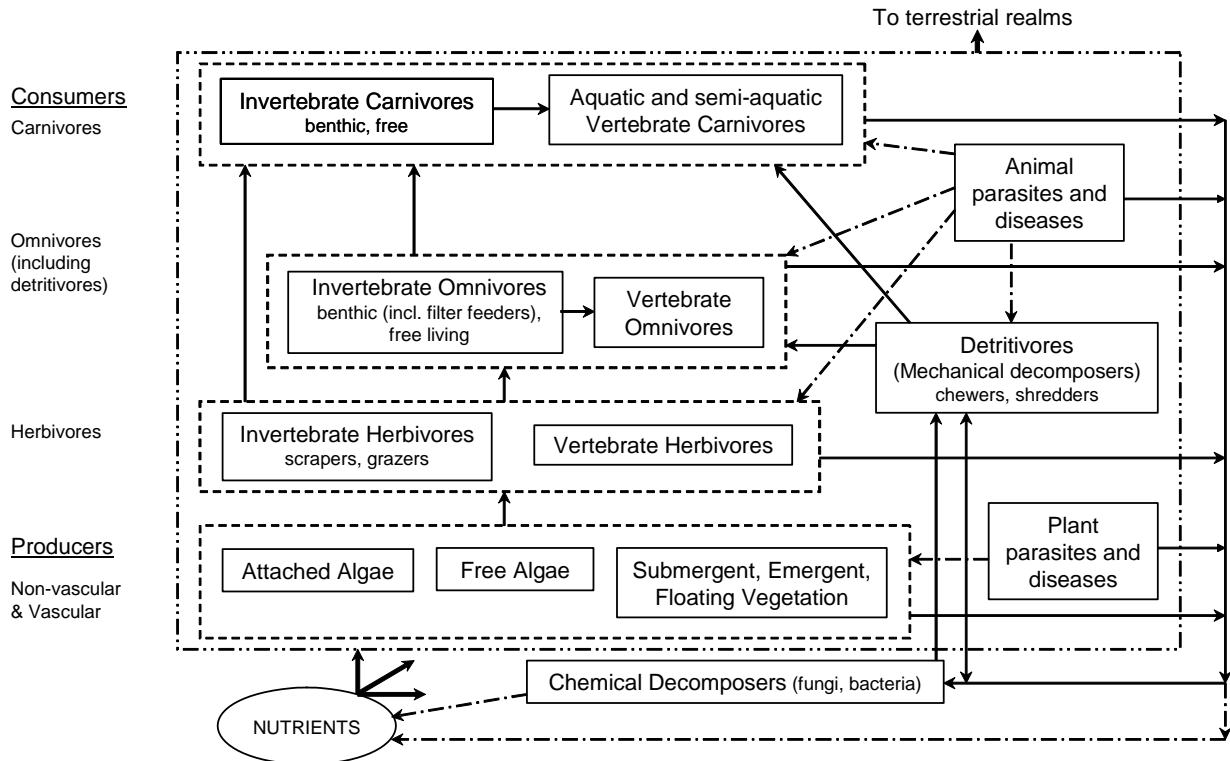 To terrestrial realms
Consumers
Carnivores
Invertebrate Carnivores
benthic, free
Aquatic and semi-aquatic
Vertebrate Carnivores
Animal
parasites and
diseases
Omnivores
(including
detritivores)
Invertebrate Omnivores
benthic (incl. filter feeders),
free living
Vertebrate
Omnivores
Detritivores
(Mechanical decomposers)
chewers, shredders
Herbivores
Invertebrate Herbivores
scrapers, grazers
Vertebrate Herbivores
Producers
Non-vascular
& Vascular
Attached Algae
Free Algae
Submergent, Emergent,
Floating Vegetation
Plant
parasites and
diseases
Chemical Decomposers (fungi, bacteria)
NUTRIENTS